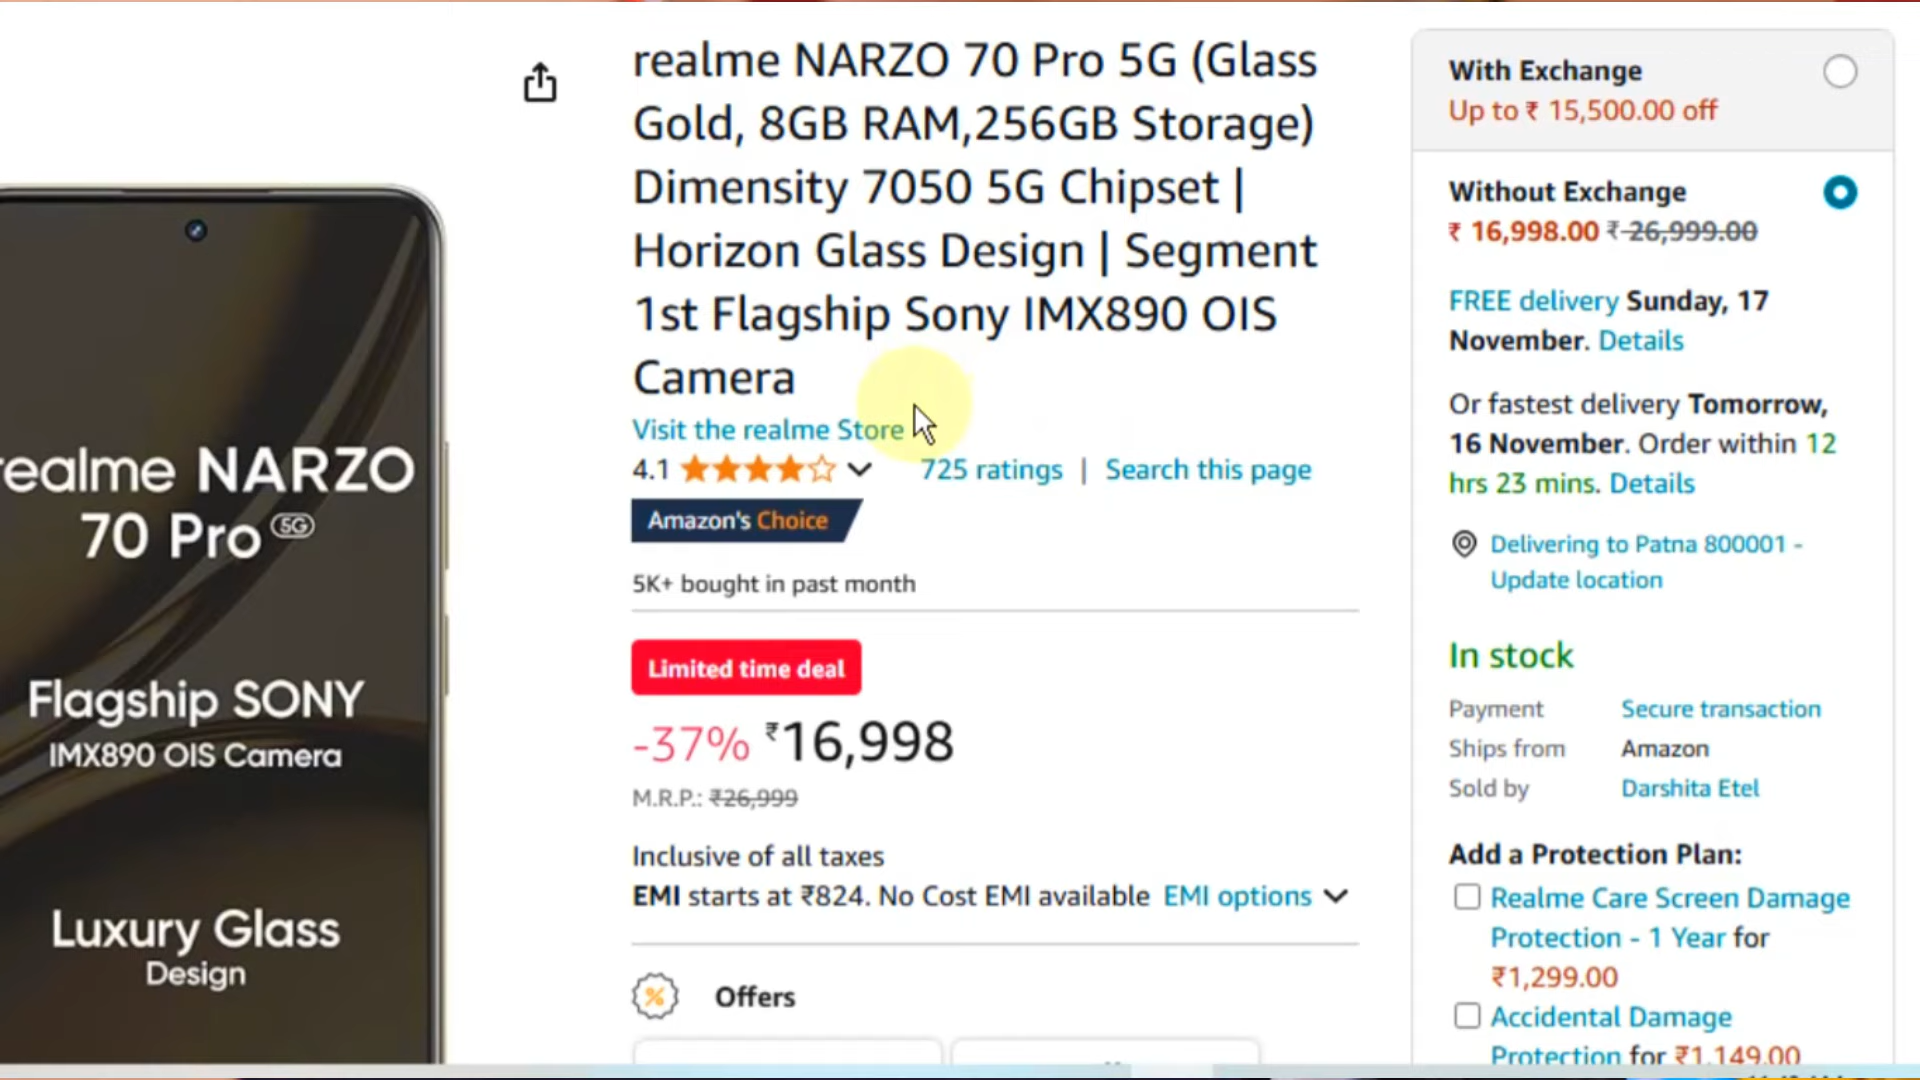 realme NARZO 70 Pro 5G (Glass
Gold, 8GB RAM,256GB Storage)
Dimensity 7050 5G Chipset |
Horizon Glass Design | Segment
1st Flagship Sony IMX890 OIS
Camera
Visit the realme Store
4.1
725 ratings | Search this page
Amazon's Choice
5K+ bought in past month
Limited time deal
-37% ₹16,998
M.R.P.: ₹26,999
Inclusive of all taxes
EMI starts at ₹824. No Cost EMI available EMI options
Offers
realme NARZO
70 Pro 5G
Flagship SONY
IMX890 OIS Camera
Luxury Glass
Design
With Exchange
Up to ₹ 15,500.00 off
Without Exchange
₹ 16,998.00 ₹ 26,999.00
FREE delivery Sunday, 17
November. Details
Or fastest delivery Tomorrow,
16 November. Order within 12
hrs 23 mins. Details
Delivering to Patna 800001 -
Update location
In stock
Payment Secure transaction
Ships from Amazon
Sold by Darshita Etel
Add a Protection Plan:
Realme Care Screen Damage
Protection - 1 Year for
₹1,299.00
Accidental Damage
Protection for ₹1,149.00